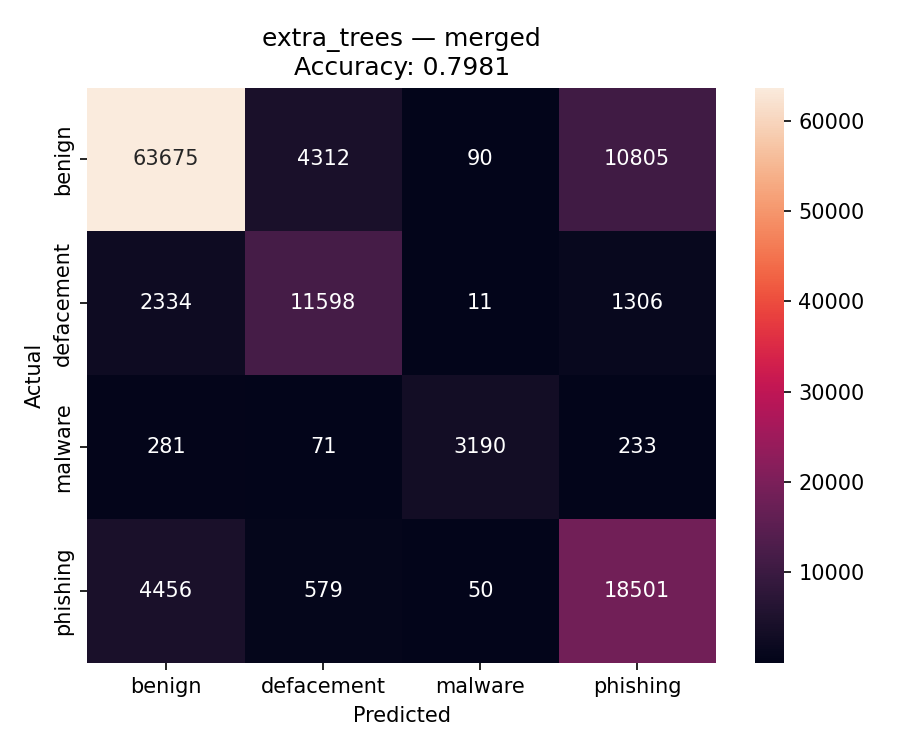 extra_trees — merged
Accuracy: 0.7981
benign
63675 4312 90 10805
defacement
2334 11598 11 1306
malware
281 71 3190 233
phishing
4456 579 50 18501
Actual
benign defacement malware phishing
Predicted
60000
50000
40000
30000
20000
10000